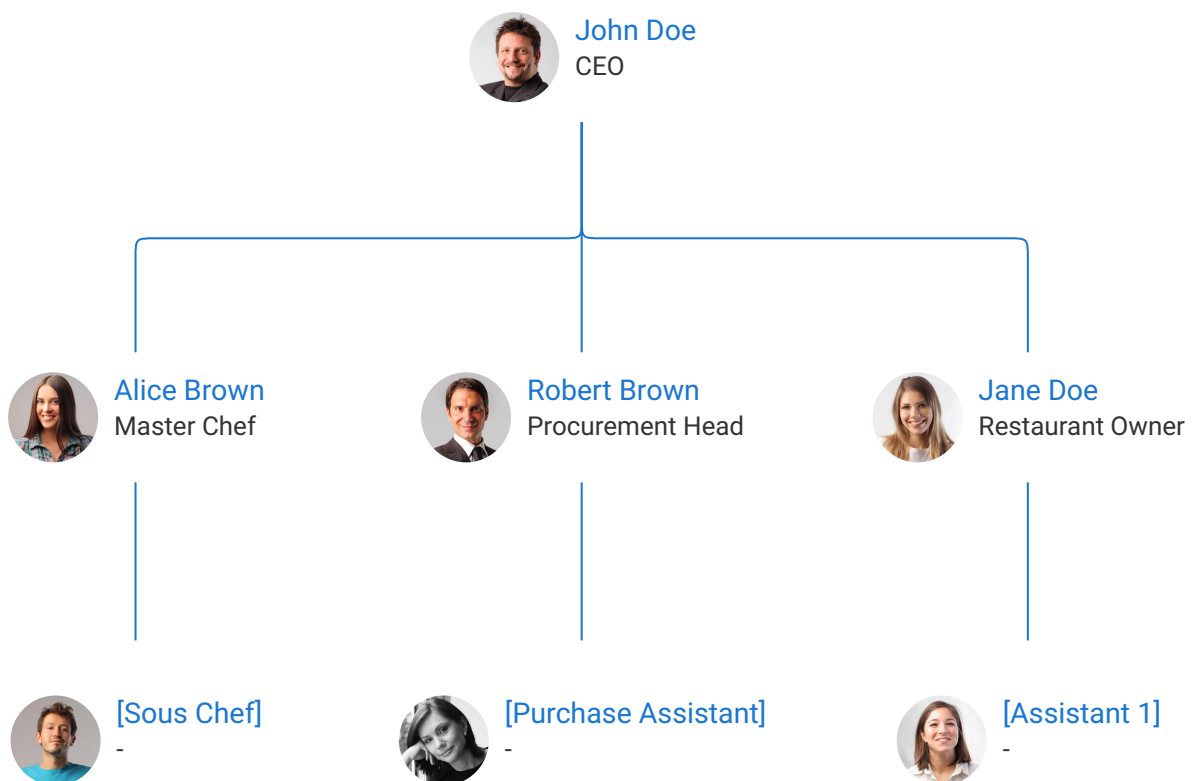 John Doe
CEO
Alice Brown
Master Chef
Robert Brown
Procurement Head
Jane Doe
Restaurant Owner
[Sous Chef]
-
[Purchase Assistant]
-
[Assistant 1]
-